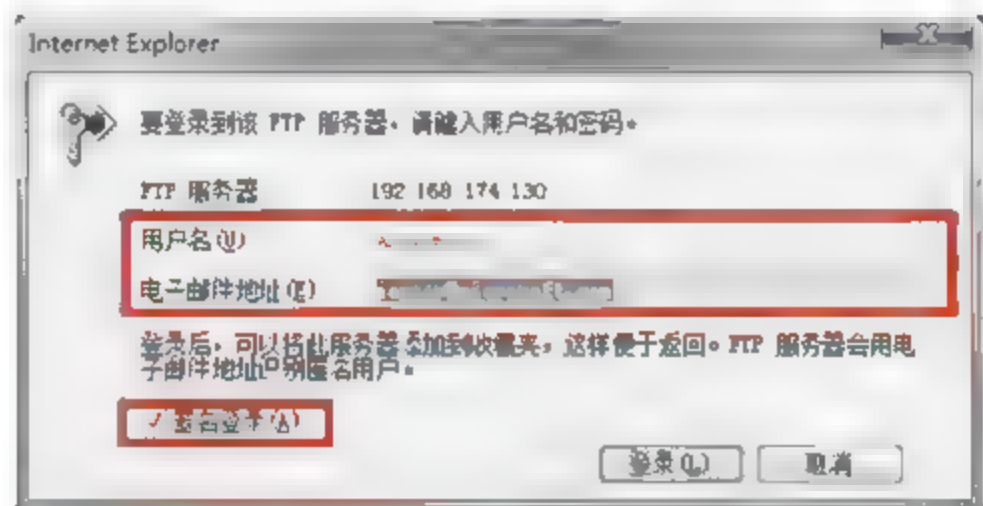 Internet Explorer
要登录到该 FTP 服务器，请键入用户名和密码。
FTP 服务器 192 168 174 130
用户名(U)
电子邮件地址(E)
登录后，可以将此服务器添加到收藏夹，这样便于返回。FTP 服务器会用电
子邮件地址识别匿名用户。
匿名登录(A)
登录(L) 取消